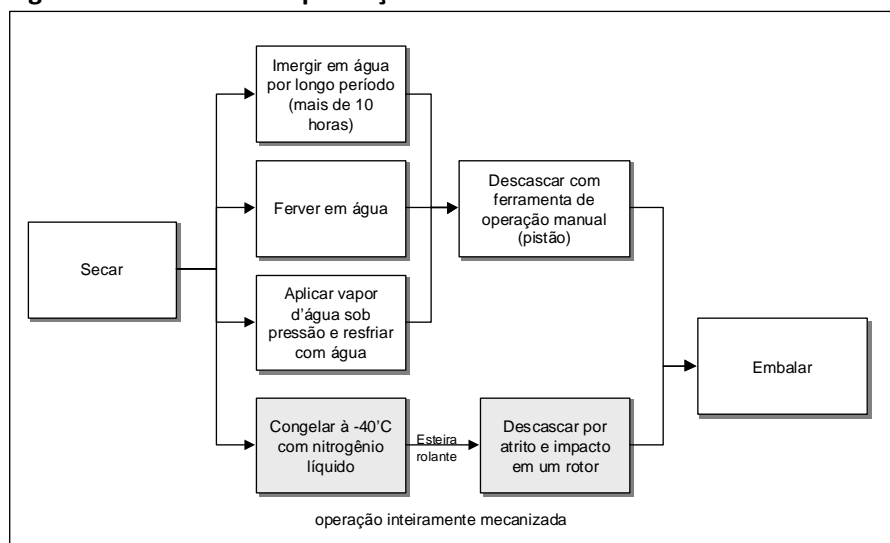 Imergir em água
por longo período
(mais de 10
horas)
Ferver em água
Descascar com
ferramenta de
operação manual
(pistão)
Secar
Aplicar vapor
d'água sob
pressão e resfriar
com água
Embalar
Congelar à -40'C
com nitrogênio
líquido
Esteira
rolante
Descascar por
atrito e impacto
em um rotor
operação inteiramente mecanizada